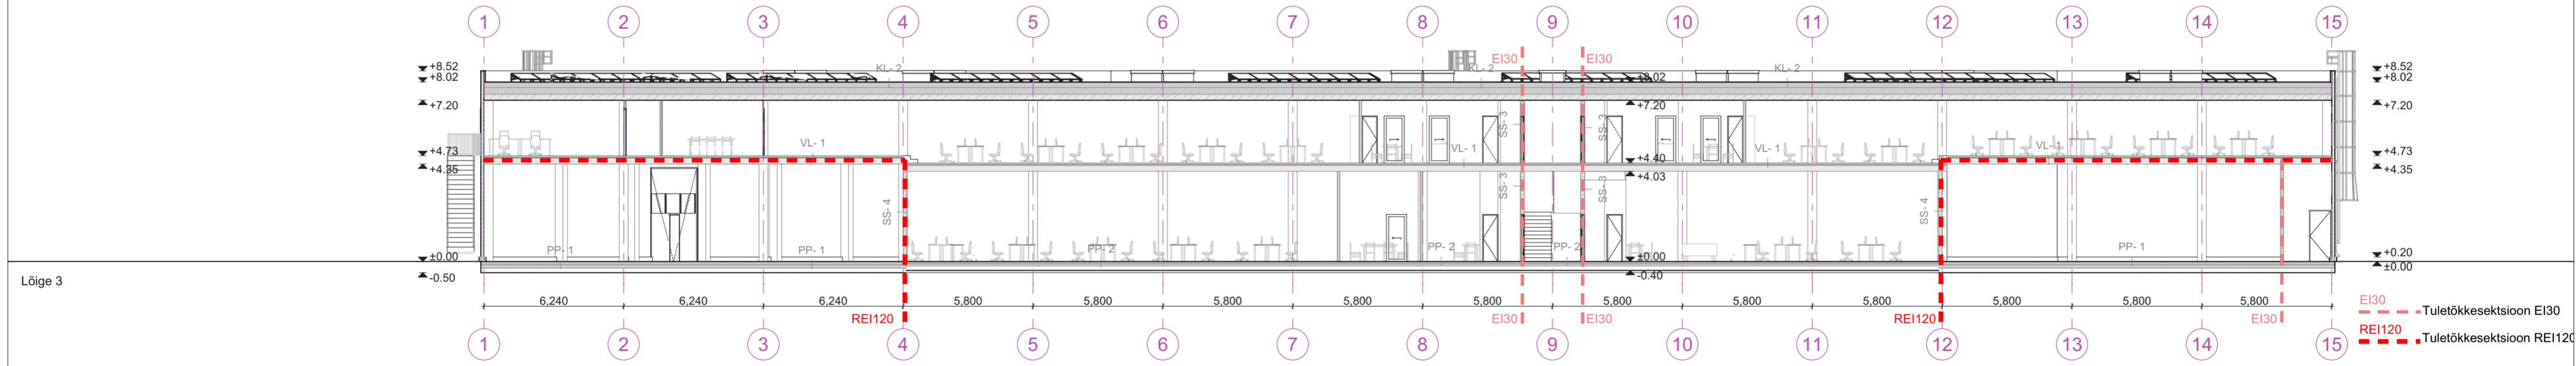 1 2 3 4 5 6 7 8 9 10 11 12 13 14 15
EI30 EI30
+8.52 KL- 2 KL- 2 KL- 2 +8.52
+8.02 +8.02 +8.02
+7.20 +7.20 +7.20
SS- 3 SS- 3
+4.73 VL- 1 VL- 1 VL- 1 VL- 1 +4.73
+4.35 +4.40 +4.35
+4.03
SS- 4 SS- 3 SS- 3 SS- 4
PP- 1 PP- 1 PP- 2 PP- 2 PP- 2 PP- 1
±0.00 ±0.00 +0.20
-0.50 -0.40 ±0.00
Lõige 3
6,240 6,240 6,240 5,800 5,800 5,800 5,800 5,800 5,800 5,800 5,800 5,800 5,800 5,800
REI120 EI30 EI30 REI120 EI30
EI30
Tuletõkkesektsioon EI30
REI120
Tuletõkkesektsioon REI120
1 2 3 4 5 6 7 8 9 10 11 12 13 14 15